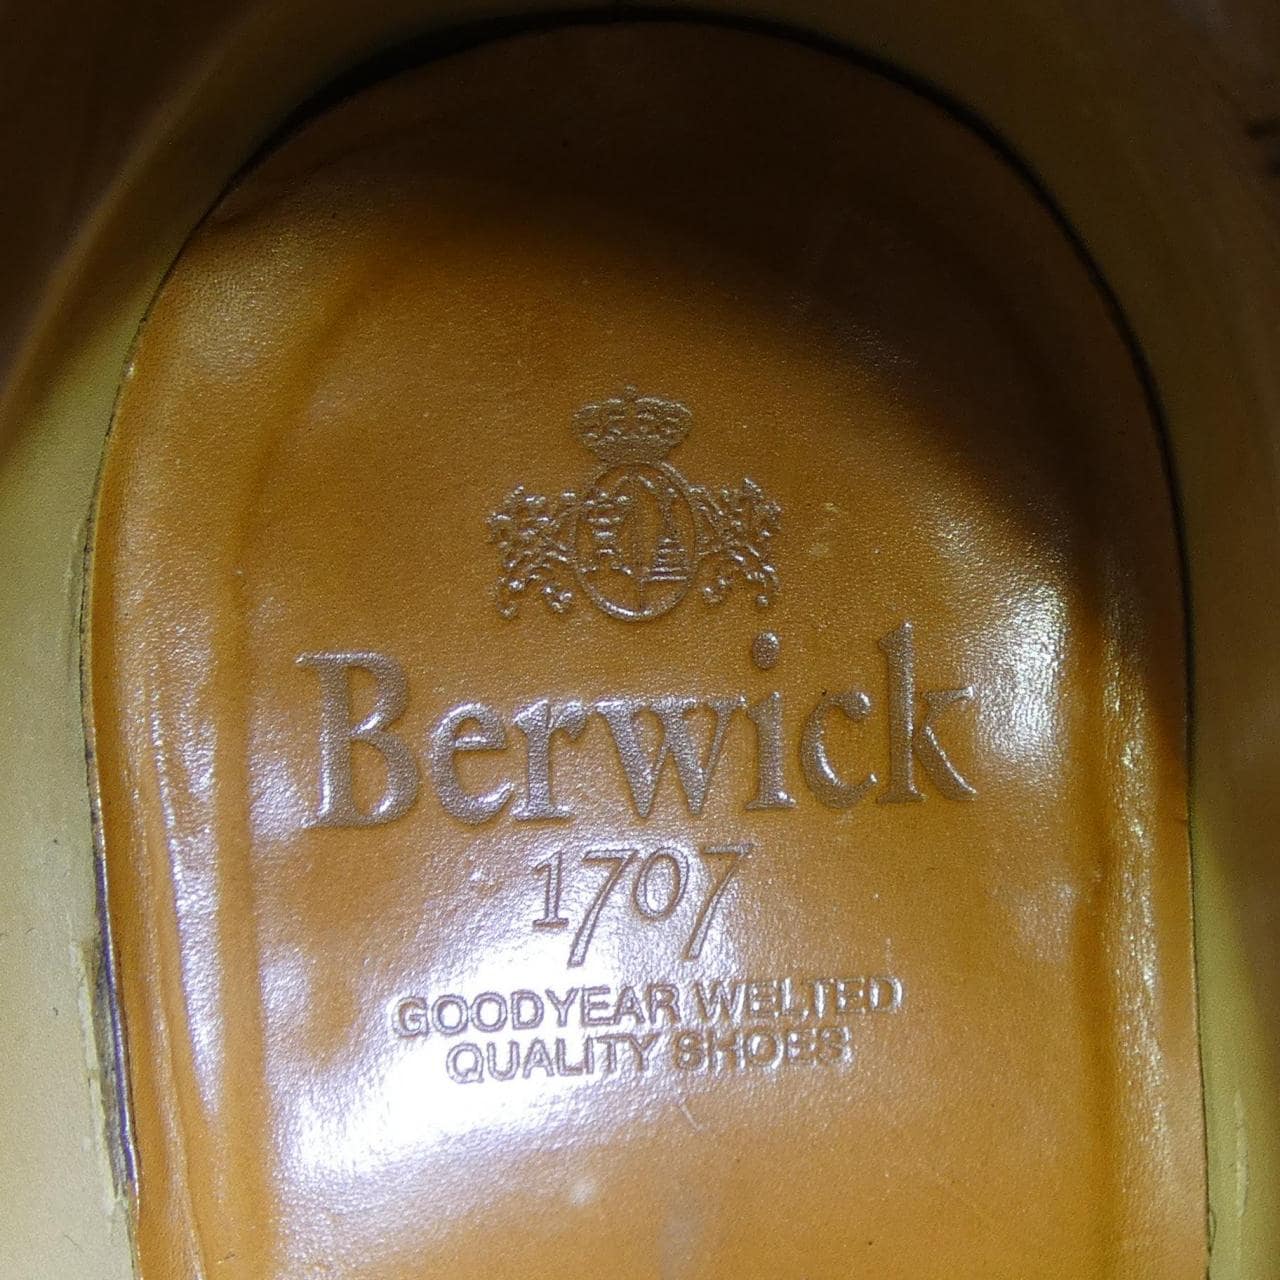 Berwick
1707
GOODYEAR WELTED
QUALITY SHOES